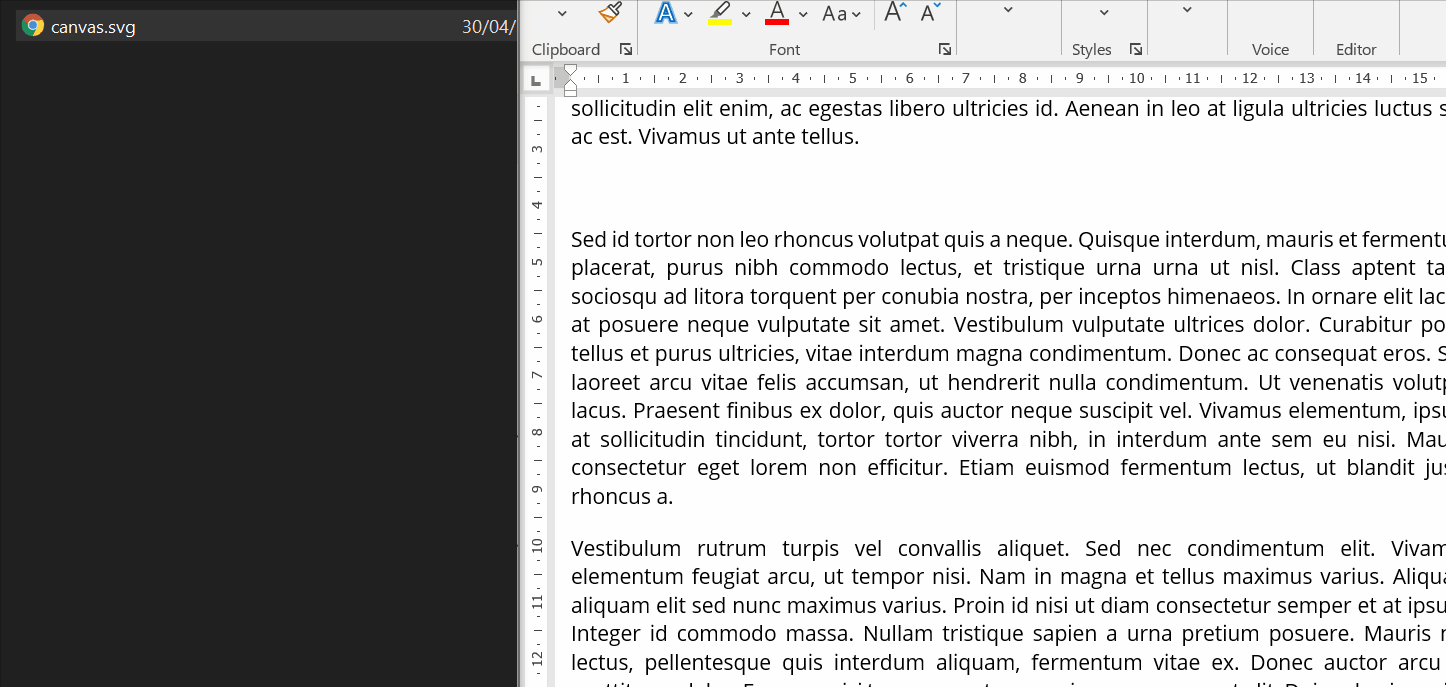 canvas.svg 30/04/
Aa
A A
Clipboard Font Styles Voice Editor
1 2 3 4 5 6 7 8 9 10 11 12 13 14 15
3
4
5
6
7
8
9
10
11
12
sollicitudin elit enim, ac egestas libero ultricies id. Aenean in leo at ligula ultricies luctus
ac est. Vivamus ut ante tellus.
Sed id tortor non leo rhoncus volutpat quis a neque. Quisque interdum, mauris et ferment
placerat, purus nibh commodo lectus, et tristique urna urna ut nisl. Class aptent ta
sociosqu ad litora torquent per conubia nostra, per inceptos himenaeos. In ornare elit lac
at posuere neque vulputate sit amet. Vestibulum vulputate ultrices dolor. Curabitur po
tellus et purus ultricies, vitae interdum magna condimentum. Donec ac consequat eros. S
laoreet arcu vitae felis accumsan, ut hendrerit nulla condimentum. Ut venenatis volutp
lacus. Praesent finibus ex dolor, quis auctor neque suscipit vel. Vivamus elementum, ipsu
at sollicitudin tincidunt, tortor tortor viverra nibh, in interdum ante sem eu nisi. Mau
consectetur eget lorem non efficitur. Etiam euismod fermentum lectus, ut blandit jus
rhoncus a.
Vestibulum rutrum turpis vel convallis aliquet. Sed nec condimentum elit. Vivam
elementum feugiat arcu, ut tempor nisi. Nam in magna et tellus maximus varius. Aliqua
aliquam elit sed nunc maximus varius. Proin id nisi ut diam consectetur semper et at ipsu
Integer id commodo massa. Nullam tristique sapien a urna pretium posuere. Mauris
lectus, pellentesque quis interdum aliquam, fermentum vitae ex. Donec auctor arcu